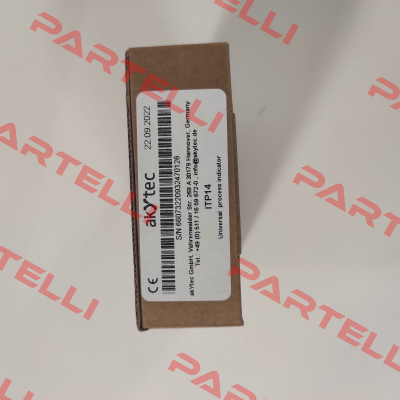 PARTELLI
PARTELLI
akYtec
22.09.2022
S/N 66073220932470126
akYtec GmbH, Vahrenwalder Str. 269 A 30179 Hannover, Germany
Tel.: +49 (0) 511 / 16 59 672-0 . info@akytec.de
ITP14
Universal process indicator
CE
PARTELLI
PARTELLI